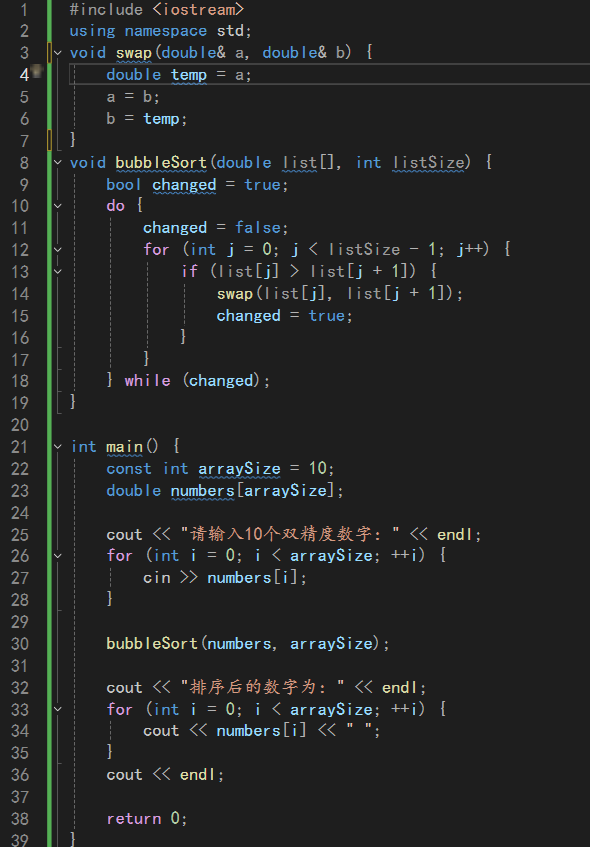 1 #include <iostream>
2 using namespace std;
3 void swap(double& a, double& b) {
4 double temp = a;
5 a = b;
6 b = temp;
7 }
8 void bubbleSort(double list[], int listSize) {
9 bool changed = true;
10 do {
11 changed = false;
12 for (int j = 0; j < listSize - 1; j++) {
13 if (list[j] > list[j + 1]) {
14 swap(list[j], list[j + 1]);
15 changed = true;
16 }
17 }
18 } while (changed);
19 }
20
21 int main() {
22 const int arraySize = 10;
23 double numbers[arraySize];
24
25 cout << "请输入10个双精度数字: " << endl;
26 for (int i = 0; i < arraySize; ++i) {
27 cin >> numbers[i];
28 }
29
30 bubbleSort(numbers, arraySize);
31
32 cout << "排序后的数字为: " << endl;
33 for (int i = 0; i < arraySize; ++i) {
34 cout << numbers[i] << " ";
35 }
36 cout << endl;
37
38 return 0;
39 }